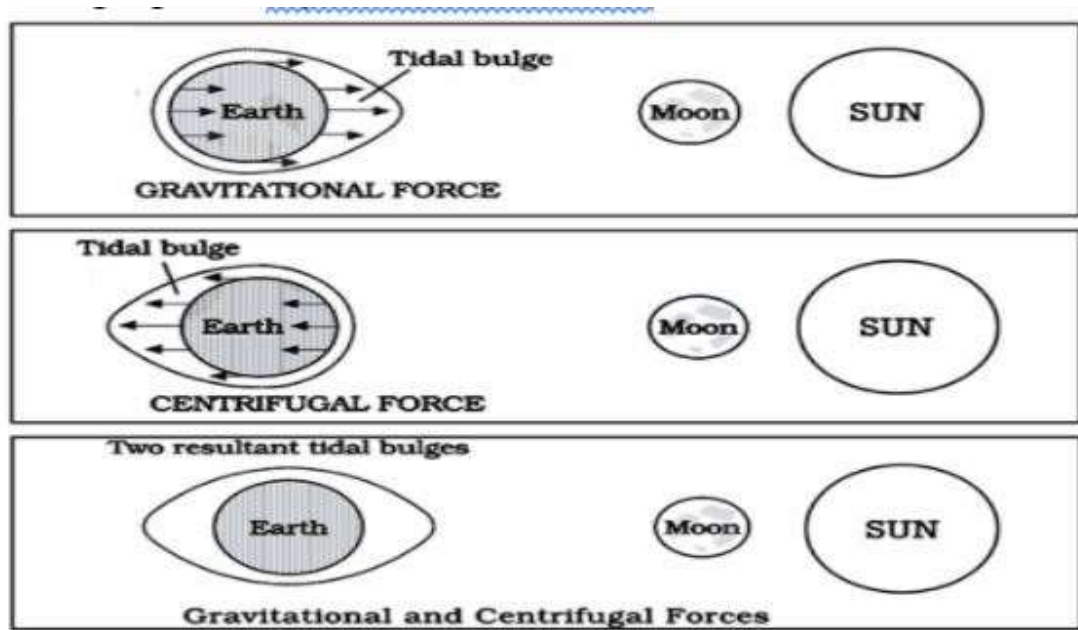 Tidal bulge
Earth
Moon
SUN
GRAVITATIONAL FORCE
Tidal bulge
Earth
Moon
SUN
CENTRIFUGAL FORCE
Two resultant tidal bulges
Earth
Moon
SUN
Gravitational and Centrifugal Forces